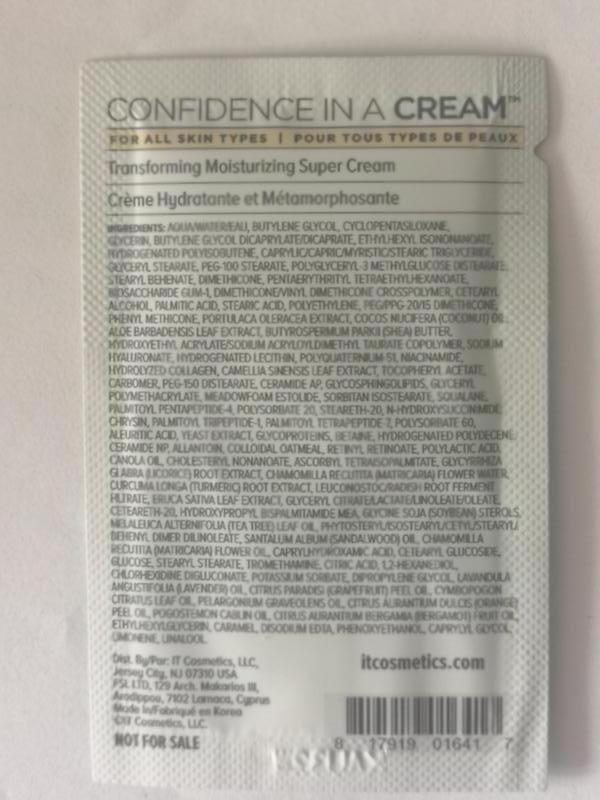 CONFIDENCE IN A CREAM™
FOR ALL SKIN TYPES | POUR TOUS TYPES DE PEAUX
Transforming Moisturizing Super Cream
Crème Hydratante et Métamorphosante
INGREDIENTS: AQUA/WATER/EAU, BUTYLENE GLYCOL, CYCLOPENTASILOXANE,
GLYCERIN, BUTYLENE GLYCOL DICAPRYLATE/DICAPRATE, ETHYLHEXYL ISONONANOATE,
HYDROGENATED POLYISOBUTENE, CAPRYLIC/CAPRIC/MYRISTIC/STEARIC TRIGLYCERIDE,
GLYCERYL STEARATE, PEG-100 STEARATE, POLYGLYCERYL-3 METHYLGLUCOSE DISTEARATE,
STEARYL BEHENATE, DIMETHICONE, PENTAERYTHRITYL TETRAETHYLHEXANOATE,
BIOSACCHARIDE GUM-1, DIMETHICONE/VINYL DIMETHICONE CROSSPOLYMER, CETEARYL
ALCOHOL, PALMITIC ACID, STEARIC ACID, POLYETHYLENE, PEG/PPG-20/15 DIMETHICONE,
PHENYL METHICONE, PORTULACA OLERACEA EXTRACT, COCOS NUCIFERA (COCONUT) OIL,
ALOE BARBADENSIS LEAF EXTRACT, BUTYROSPERMUM PARKII (SHEA) BUTTER,
HYDROXYETHYL ACRYLATE/SODIUM ACRYLOYLDIMETHYL TAURATE COPOLYMER, SODIUM
HYALURONATE, HYDROGENATED LECITHIN, POLYQUATERNIUM-51, NIACINAMIDE,
HYDROLYZED COLLAGEN, CAMELLIA SINENSIS LEAF EXTRACT, TOCOPHERYL ACETATE,
CARBOMER, PEG-150 DISTEARATE, CERAMIDE AP, GLYCOSPHINGOLIPIDS, GLYCERYL
POLYMETHACRYLATE, MEADOWFOAM ESTOLIDE, SORBITAN ISOSTEARATE, SQUALANE,
PALMITOYL PENTAPEPTIDE-4, POLYSORBATE 20, STEARETH-20, N-HYDROXYSUCCINIMIDE,
CHRYSIN, PALMITOYL TRIPEPTIDE-1, PALMITOYL TETRAPEPTIDE-7, POLYSORBATE 60,
ALEURITIC ACID, YEAST EXTRACT, GLYCOPROTEINS, BETAINE, HYDROGENATED POLYDECENE,
CERAMIDE NP, ALLANTOIN, COLLOIDAL OATMEAL, RETINYL RETINOATE, POLYLACTIC ACID,
CANOLA OIL, CHOLESTERYL NONANOATE, ASCORBYL TETRAISOPALMITATE, GLYCYRRHIZA
GLABRA (LICORICE) ROOT EXTRACT, CHAMOMILLA RECUTITA (MATRICARIA) FLOWER WATER,
CURCUMA LONGA (TURMERIC) ROOT EXTRACT, LEUCONOSTOC/RADISH ROOT FERMENT
FILTRATE, ERUCA SATIVA LEAF EXTRACT, GLYCERYL CITRATE/LACTATE/LINOLEATE/OLEATE,
CETEARETH-20, HYDROXYPROPYL BISPALMITAMIDE MEA, GLYCINE SOJA (SOYBEAN) STEROLS,
MELALEUCA ALTERNIFOLIA (TEA TREE) LEAF OIL, PHYTOSTERYL/ISOSTEARYL/CETYL/STEARYL/
BEHENYL DIMER DILINOLEATE, SANTALUM ALBUM (SANDALWOOD) OIL, CHAMOMILLA
RECUTITA (MATRICARIA) FLOWER OIL, CAPRYLHYDROXAMIC ACID, CETEARYL GLUCOSIDE,
GLUCOSE, STEARYL STEARATE, TROMETHAMINE, CITRIC ACID, 1,2-HEXANEDIOL,
CHLORHEXIDINE DIGLUCONATE, POTASSIUM SORBATE, DIPROPYLENE GLYCOL, LAVANDULA
ANGUSTIFOLIA (LAVENDER) OIL, CITRUS PARADISI (GRAPEFRUIT) PEEL OIL, CYMBOPOGON
CITRATUS LEAF OIL, PELARGONIUM GRAVEOLENS OIL, CITRUS AURANTIUM DULCIS (ORANGE)
PEEL OIL, POGOSTEMON CABLIN OIL, CITRUS AURANTIUM BERGAMIA (BERGAMOT) FRUIT OIL,
ETHYLHEXYLGLYCERIN, CARAMEL, DISODIUM EDTA, PHENOXYETHANOL, CAPRYLYL GLYCOL,
LIMONENE, LINALOOL.
Dist. By/Par: IT Cosmetics, LLC,
Jersey City, NJ 07310 USA
FSL LTD, 129 Arch. Makarios III,
Aradippou, 7102 Larnaca, Cyprus
Made in/Fabriqué en Korea
©IT Cosmetics, LLC.
NOT FOR SALE
itcosmetics.com
8 17919 01641 7